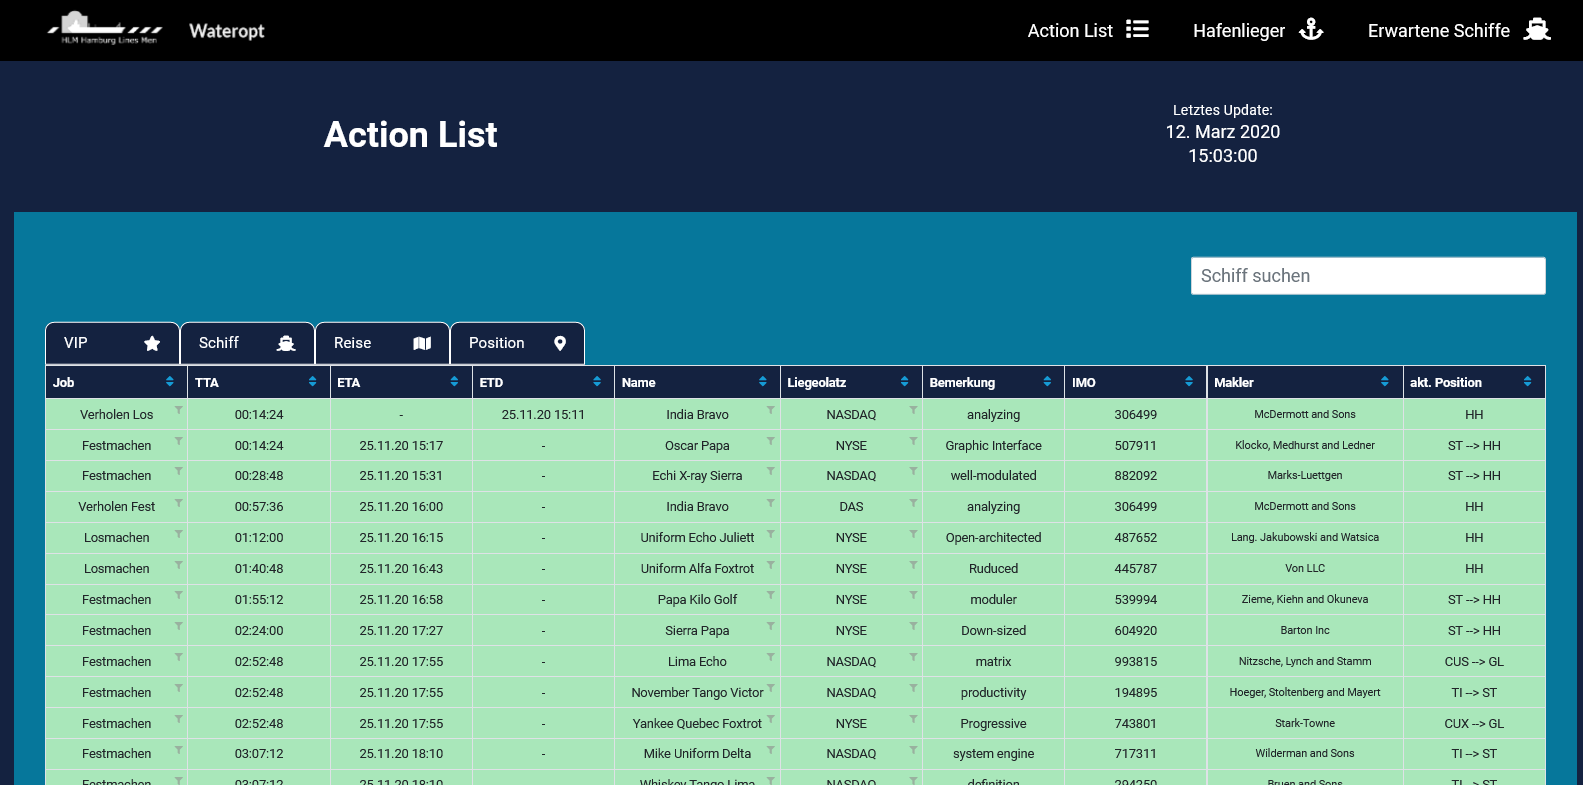 HLM Hamburg Lines Men
Wateropt
Action List
Hafenlieger
Erwartene Schiffe
Action List
Letztes Update:
12. Marz 2020
15:03:00
Schiff suchen
VIP Schiff Reise Position
Job TTA ETA ETD Name Liegeolatz Bemerkung IMO Makler akt. Position
Verholen Los 00:14:24 - 25.11.20 15:11 India Bravo NASDAQ analyzing 306499 McDermott and Sons HH
Festmachen 00:14:24 25.11.20 15:17 - Oscar Papa NYSE Graphic Interface 507911 Klocko, Medhurst and Ledner ST --> HH
Festmachen 00:28:48 25.11.20 15:31 - Echi X-ray Sierra NASDAQ well-modulated 882092 Marks-Luettgen ST --> HH
Verholen Fest 00:57:36 25.11.20 16:00 - India Bravo DAS analyzing 306499 McDermott and Sons HH
Losmachen 01:12:00 25.11.20 16:15 - Uniform Echo Juliett NYSE Open-architected 487652 Lang. Jakubowski and Watsica HH
Losmachen 01:40:48 25.11.20 16:43 - Uniform Alfa Foxtrot NYSE Ruduced 445787 Von LLC HH
Festmachen 01:55:12 25.11.20 16:58 - Papa Kilo Golf NYSE moduler 539994 Zieme, Kiehn and Okuneva ST --> HH
Festmachen 02:24:00 25.11.20 17:27 - Sierra Papa NYSE Down-sized 604920 Barton Inc ST --> HH
Festmachen 02:52:48 25.11.20 17:55 - Lima Echo NASDAQ matrix 993815 Nitzsche, Lynch and Stamm CUS --> GL
Festmachen 02:52:48 25.11.20 17:55 - November Tango Victor NASDAQ productivity 194895 Hoeger, Stoltenberg and Mayert TI --> ST
Festmachen 02:52:48 25.11.20 17:55 - Yankee Quebec Foxtrot NYSE Progressive 743801 Stark-Towne CUX --> GL
Festmachen 03:07:12 25.11.20 18:10 - Mike Uniform Delta NASDAQ system engine 717311 Wilderman and Sons TI --> ST
Festmachen 03:07:12 25.11.20 18:10 Whiskey Tango Lima NASDAQ definition 294250 Bruen and Sons TI --> ST